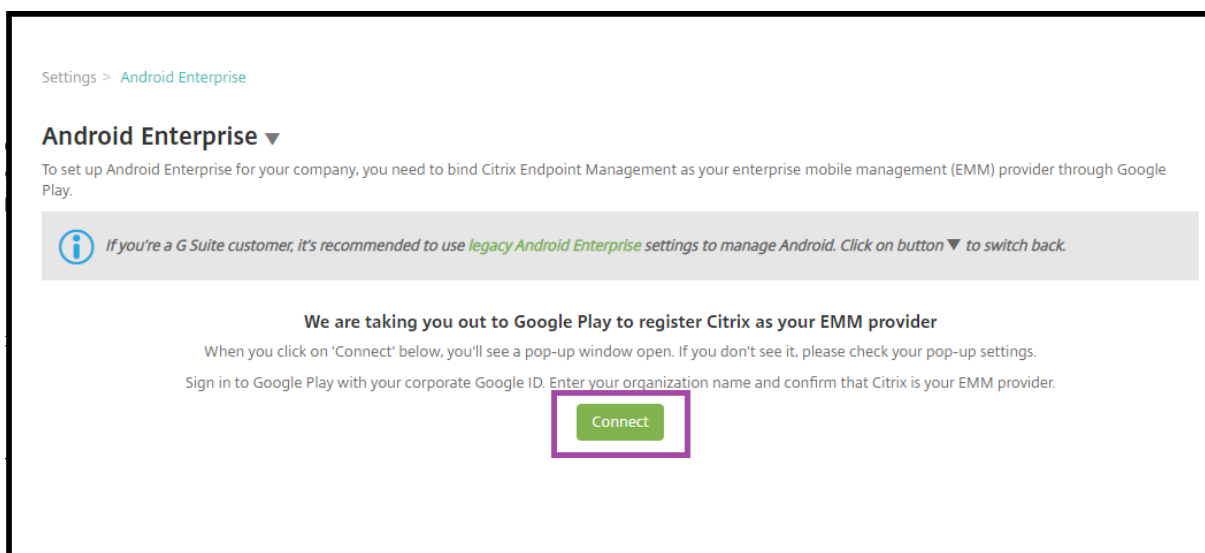 Settings > Android Enterprise
Android Enterprise ▼
To set up Android Enterprise for your company, you need to bind Citrix Endpoint Management as your enterprise mobile management (EMM) provider through Google
Play.
If you're a G Suite customer, it's recommended to use legacy Android Enterprise settings to manage Android. Click on button ▼ to switch back.
We are taking you out to Google Play to register Citrix as your EMM provider
When you click on 'Connect' below, you'll see a pop-up window open. If you don't see it, please check your pop-up settings.
Sign in to Google Play with your corporate Google ID. Enter your organization name and confirm that Citrix is your EMM provider.
Connect